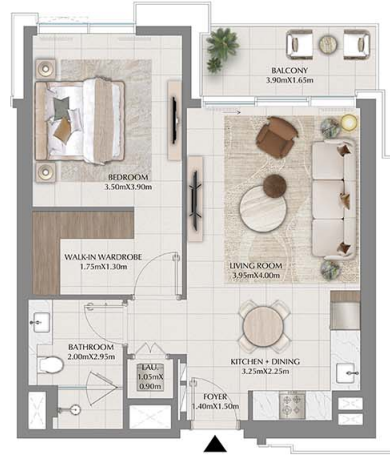 BALCONY
3.90mX1.65m
BEDROOM
3.50mX3.90m
WALK-IN WARDROBE
1.75mX1.30m
LIVING ROOM
3.95mX4.00m
BATHROOM
2.00mX2.95m
LAU.
1.05mX
0.90m
KITCHEN + DINING
3.25mX2.25m
FOYER
1.40mX1.50m